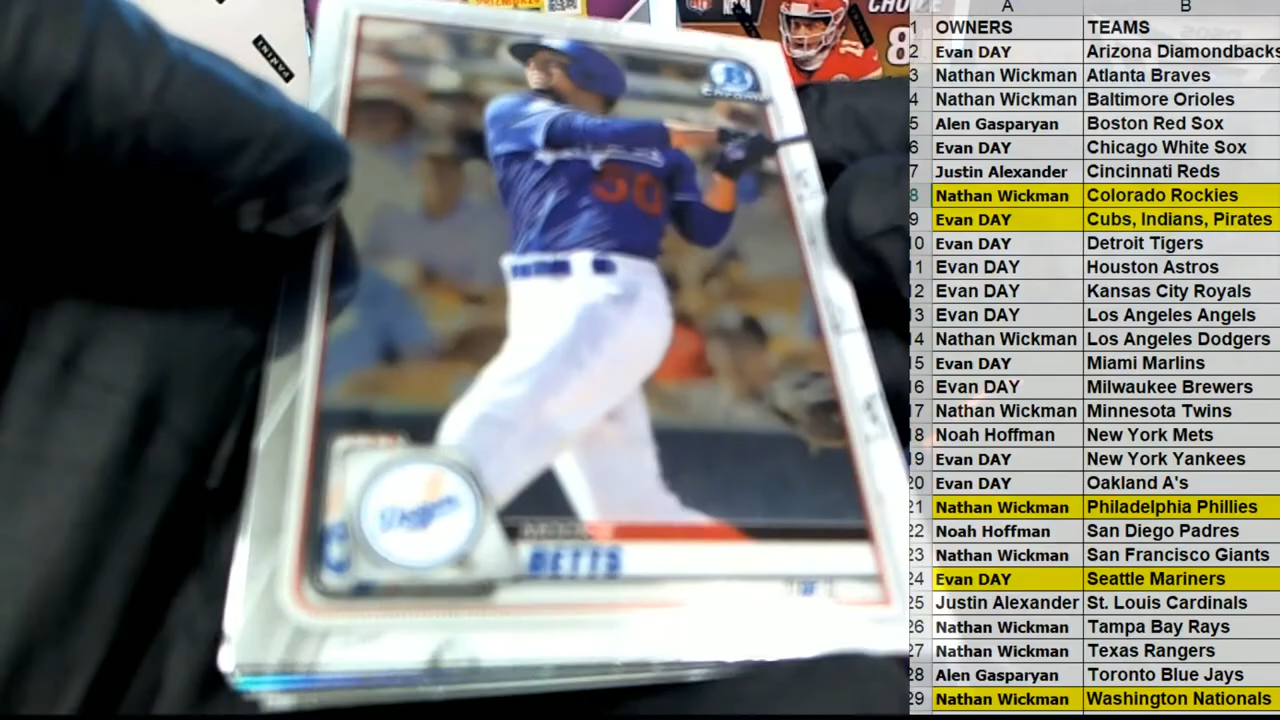 PANINI
CHOICE
8
B
CHROME
50
Dodgers
BETTS
A B
1 OWNERS TEAMS
2 Evan DAY Arizona Diamondbacks
3 Nathan Wickman Atlanta Braves
4 Nathan Wickman Baltimore Orioles
5 Alen Gasparyan Boston Red Sox
6 Evan DAY Chicago White Sox
7 Justin Alexander Cincinnati Reds
8 Nathan Wickman Colorado Rockies
9 Evan DAY Cubs, Indians, Pirates
10 Evan DAY Detroit Tigers
11 Evan DAY Houston Astros
12 Evan DAY Kansas City Royals
13 Evan DAY Los Angeles Angels
14 Nathan Wickman Los Angeles Dodgers
15 Evan DAY Miami Marlins
16 Evan DAY Milwaukee Brewers
17 Nathan Wickman Minnesota Twins
18 Noah Hoffman New York Mets
19 Evan DAY New York Yankees
20 Evan DAY Oakland A's
21 Nathan Wickman Philadelphia Phillies
22 Noah Hoffman San Diego Padres
23 Nathan Wickman San Francisco Giants
24 Evan DAY Seattle Mariners
25 Justin Alexander St. Louis Cardinals
26 Nathan Wickman Tampa Bay Rays
27 Nathan Wickman Texas Rangers
28 Alen Gasparyan Toronto Blue Jays
29 Nathan Wickman Washington Nationals